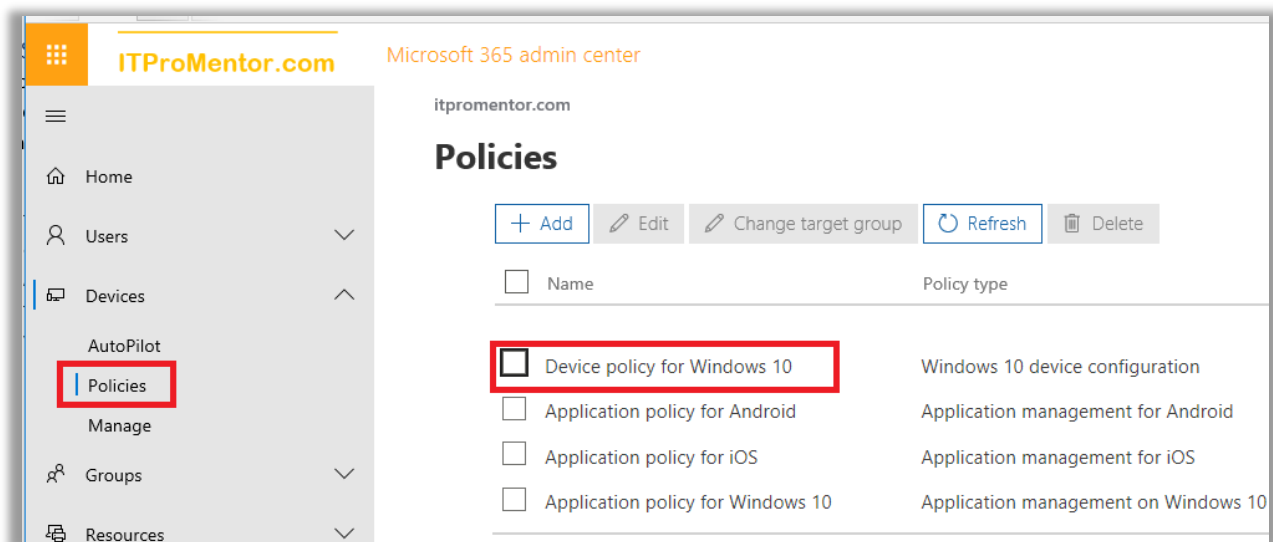 ITProMentor.com
Microsoft 365 admin center
itpromentor.com
Policies
Home
Users
Devices
AutoPilot
Policies
Manage
Groups
Resources
Add Edit Change target group Refresh Delete
Name Policy type
Device policy for Windows 10 Windows 10 device configuration
Application policy for Android Application management for Android
Application policy for iOS Application management for iOS
Application policy for Windows 10 Application management on Windows 10